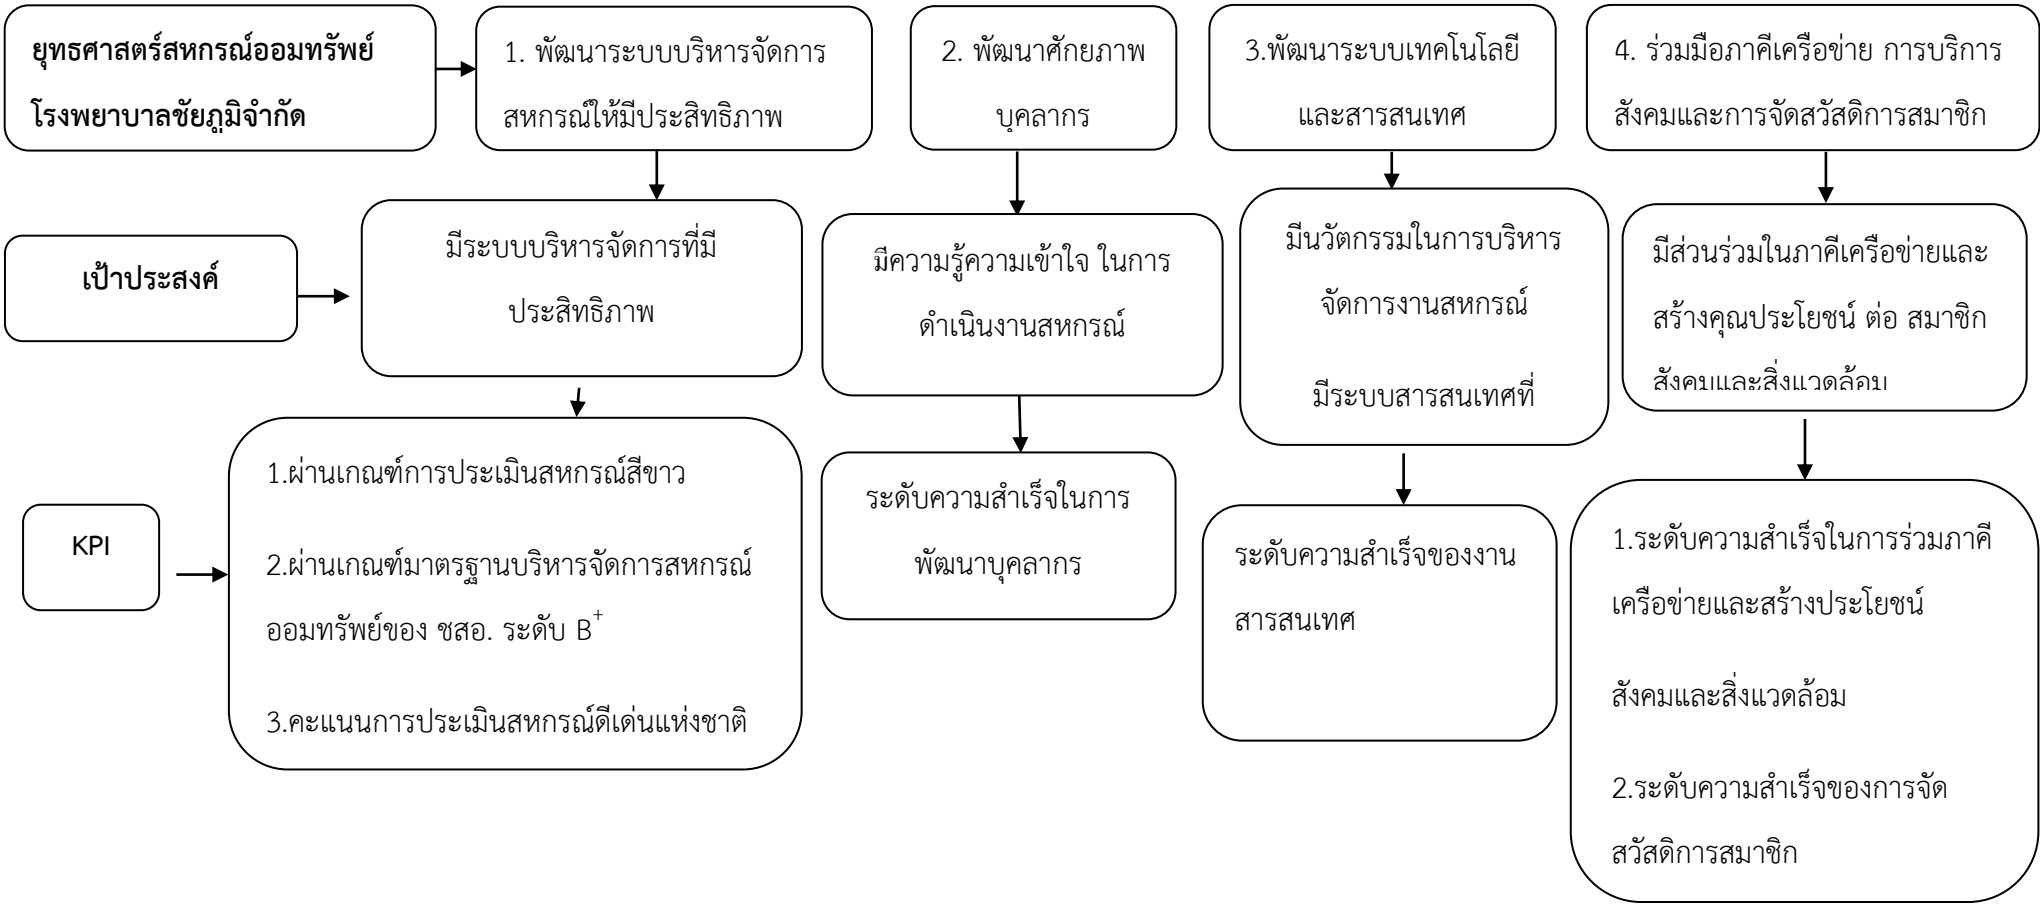 ยุทธศาสตร์สหกรณ์ออมทรัพย์
โรงพยาบาลชัยภูมิจำกัด
1. พัฒนาระบบบริหารจัดการ
สหกรณ์ให้มีประสิทธิภาพ
2. พัฒนาศักยภาพ
บุคลากร
3.พัฒนาระบบเทคโนโลยี
และสารสนเทศ
4. ร่วมมือภาคีเครือข่าย การบริการ
สังคมและการจัดสวัสดิการสมาชิก
เป้าประสงค์
มีระบบบริหารจัดการที่มี
ประสิทธิภาพ
มีความรู้ความเข้าใจ ในการ
ดำเนินงานสหกรณ์
มีนวัตกรรมในการบริหาร
จัดการงานสหกรณ์
มีระบบสารสนเทศที่
มีส่วนร่วมในภาคีเครือข่ายและ
สร้างคุณประโยชน์ ต่อ สมาชิก
สังคมและสิ่งแวดล้อม
KPI
1.ผ่านเกณฑ์การประเมินสหกรณ์สีขาว
2.ผ่านเกณฑ์มาตรฐานบริหารจัดการสหกรณ์
ออมทรัพย์ของ ชสอ. ระดับ B⁺
3.คะแนนการประเมินสหกรณ์ดีเด่นแห่งชาติ
ระดับความสำเร็จในการ
พัฒนาบุคลากร
ระดับความสำเร็จของงาน
สารสนเทศ
1.ระดับความสำเร็จในการร่วมภาคี
เครือข่ายและสร้างประโยชน์
สังคมและสิ่งแวดล้อม
2.ระดับความสำเร็จของการจัด
สวัสดิการสมาชิก